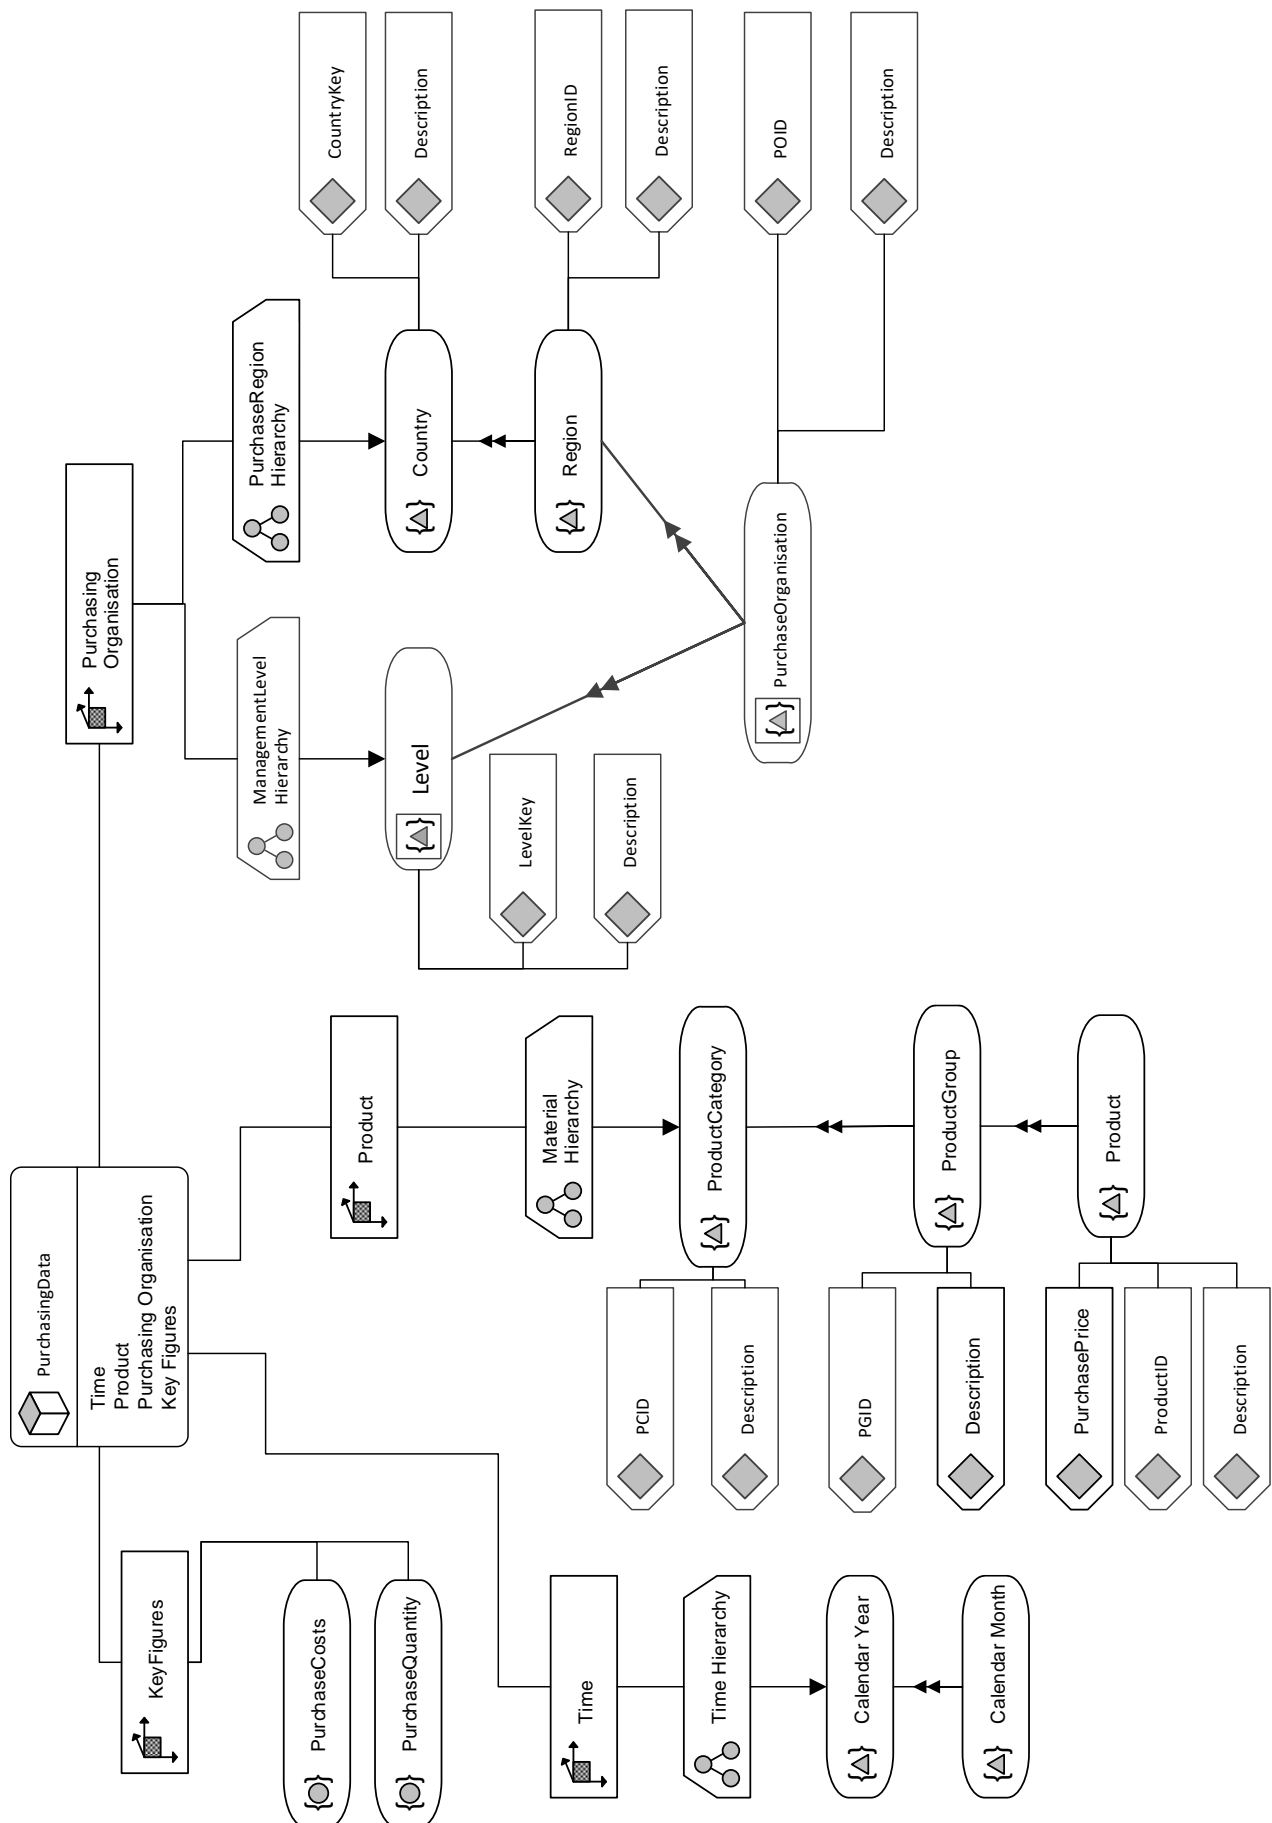 PurchasingData
Time
Product
Purchasing Organisation
Key Figures
KeyFigures
PurchaseCosts
PurchaseQuantity
Time
Time Hierarchy
Calendar Year
Calendar Month
Product
Material
Hierarchy
ProductCategory
PCID
Description
ProductGroup
PGID
Description
Product
PurchasePrice
ProductID
Description
Purchasing
Organisation
ManagementLevel
Hierarchy
Level
LevelKey
Description
PurchaseRegion
Hierarchy
Country
CountryKey
Description
Region
RegionID
Description
PurchaseOrganisation
POID
Description